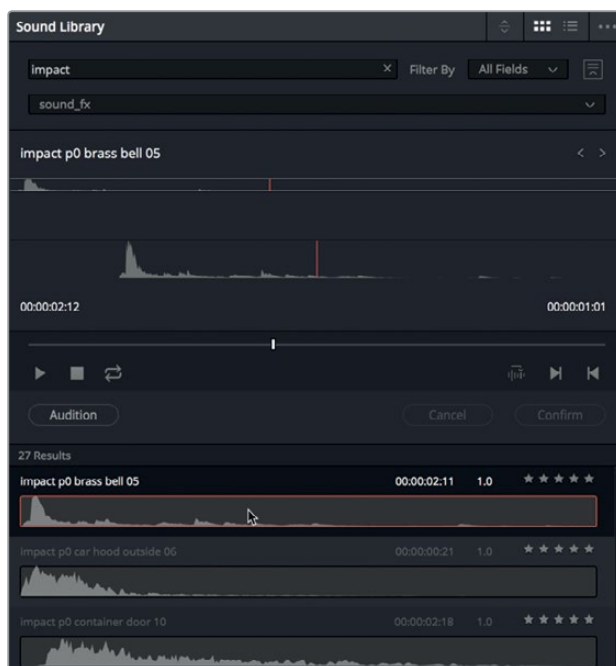 Sound Library
impact Filter By All Fields
sound_fx
impact p0 brass bell 05
00:00:02:12 00:00:01:01
Audition Cancel Confirm
27 Results
impact p0 brass bell 05 00:00:02:11 1.0
impact p0 car hood outside 06 00:00:00:21 1.0
impact p0 container door 10 00:00:02:18 1.0